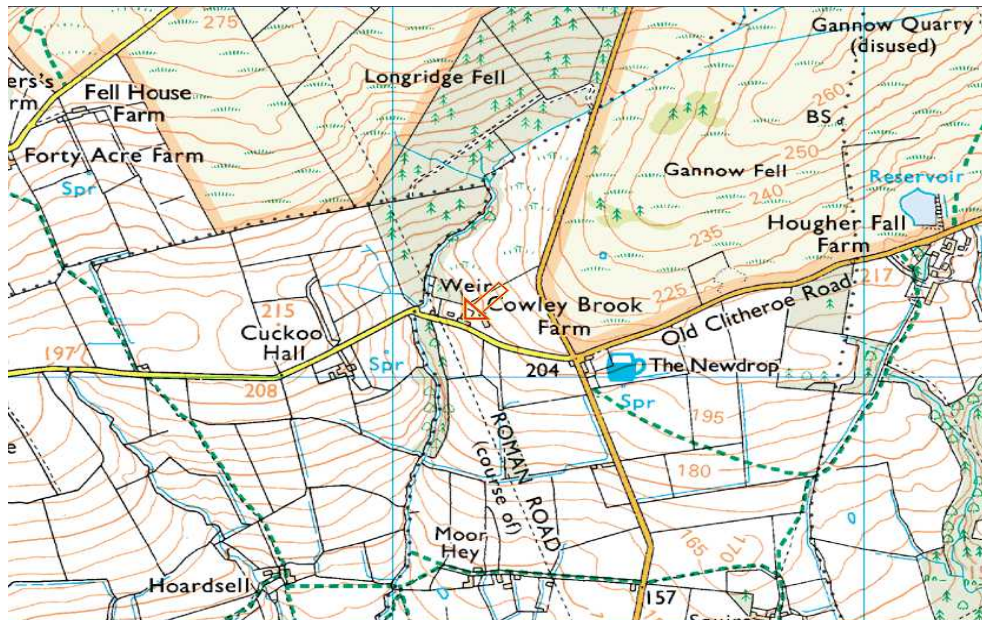 275
Gannow Quarry
(disused)
Longridge Fell
Fell House
Farm
260
BS
250
Forty Acre Farm
Spr
Gannow Fell
Reservoir
240
Hougher Fall
Farm
235
217
225
Weir
Cowley Brook
Farm
Old Clitheroe Road
215
Cuckoo
Hall
197
Spr
204
The Newdrop
208
Spr
195
ROMAN ROAD
(course of)
180
Moor
Hey
165
170
Hoardsell
157